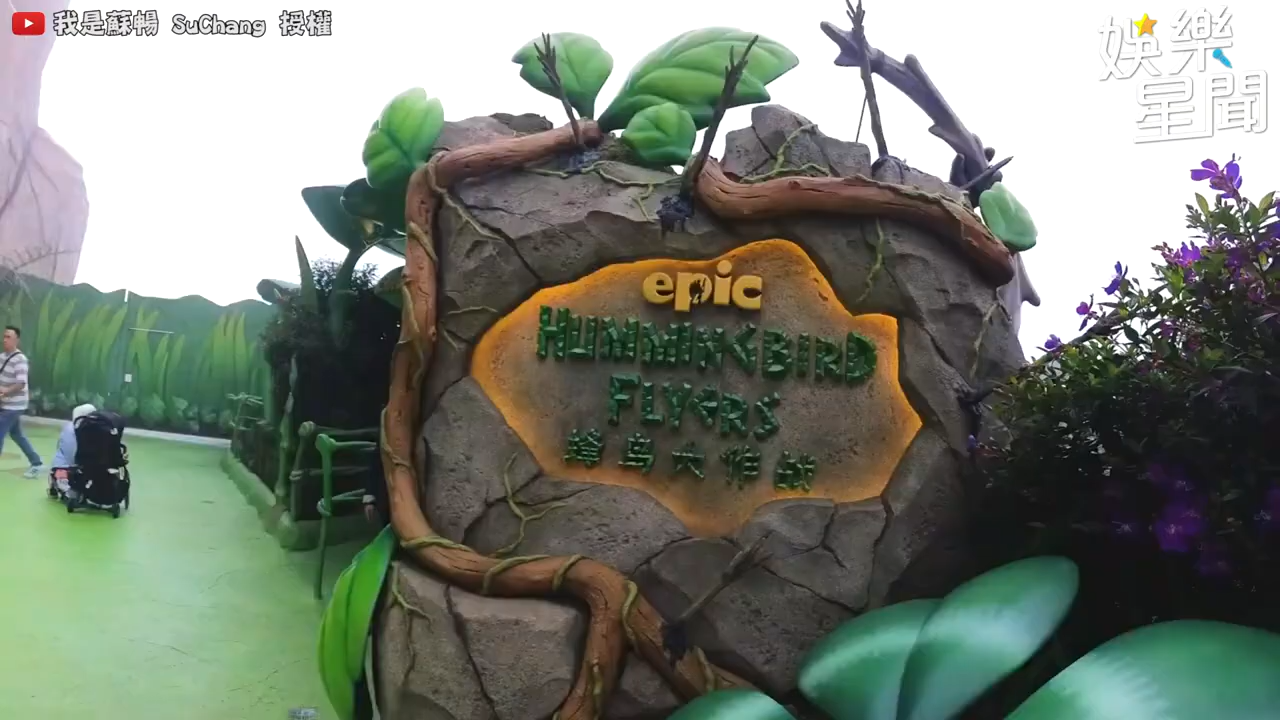 我是蘇暢 SuChang 授權
娛樂
星聞
epic
HUMMINGBIRD
FLYERS
蜂鸟大作战